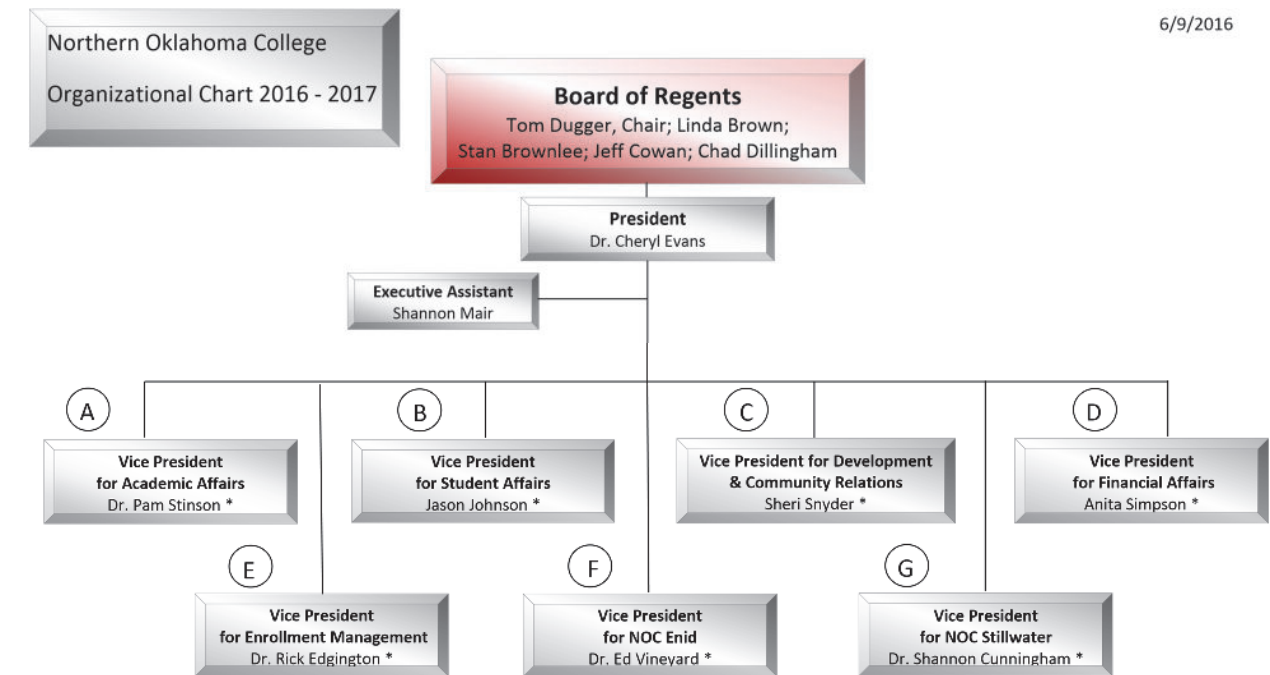 6/9/2016
Northern Oklahoma College
Organizational Chart 2016 - 2017
Board of Regents
Tom Dugger, Chair; Linda Brown;
Stan Brownlee; Jeff Cowan; Chad Dillingham
President
Dr. Cheryl Evans
Executive Assistant
Shannon Mair
A
Vice President
for Academic Affairs
Dr. Pam Stinson *
B
Vice President
for Student Affairs
Jason Johnson *
C
Vice President for Development
& Community Relations
Sheri Snyder *
D
Vice President
for Financial Affairs
Anita Simpson *
E
Vice President
for Enrollment Management
Dr. Rick Edgington *
F
Vice President
for NOC Enid
Dr. Ed Vineyard *
G
Vice President
for NOC Stillwater
Dr. Shannon Cunningham *